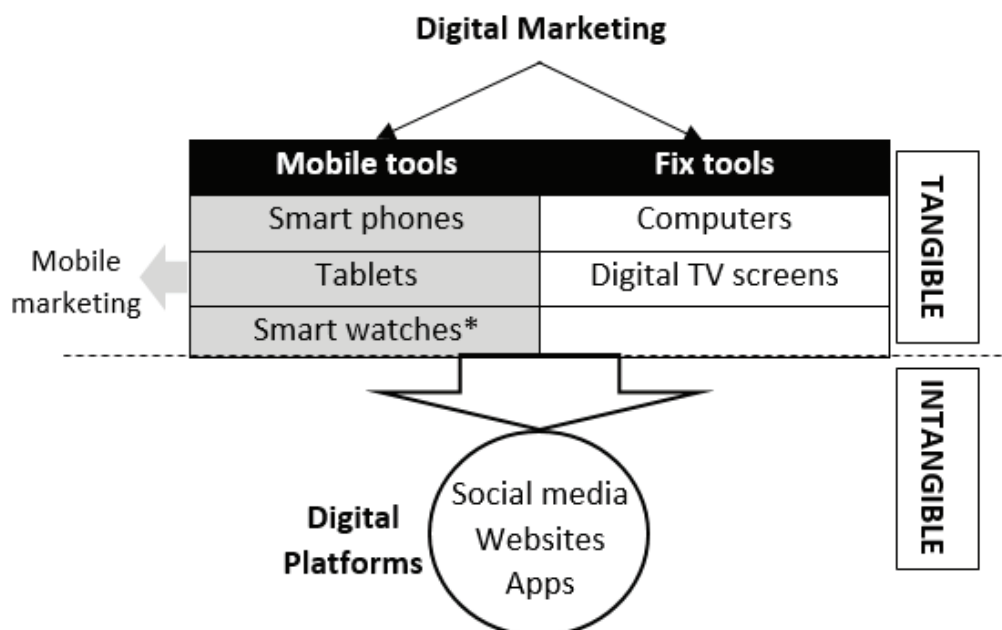 Digital Marketing
Mobile tools
Fix tools
Smart phones
Computers
Tablets
Digital TV screens
Smart watches*
Mobile
marketing
TANGIBLE
INTANGIBLE
Digital
Platforms
Social media
Websites
Apps